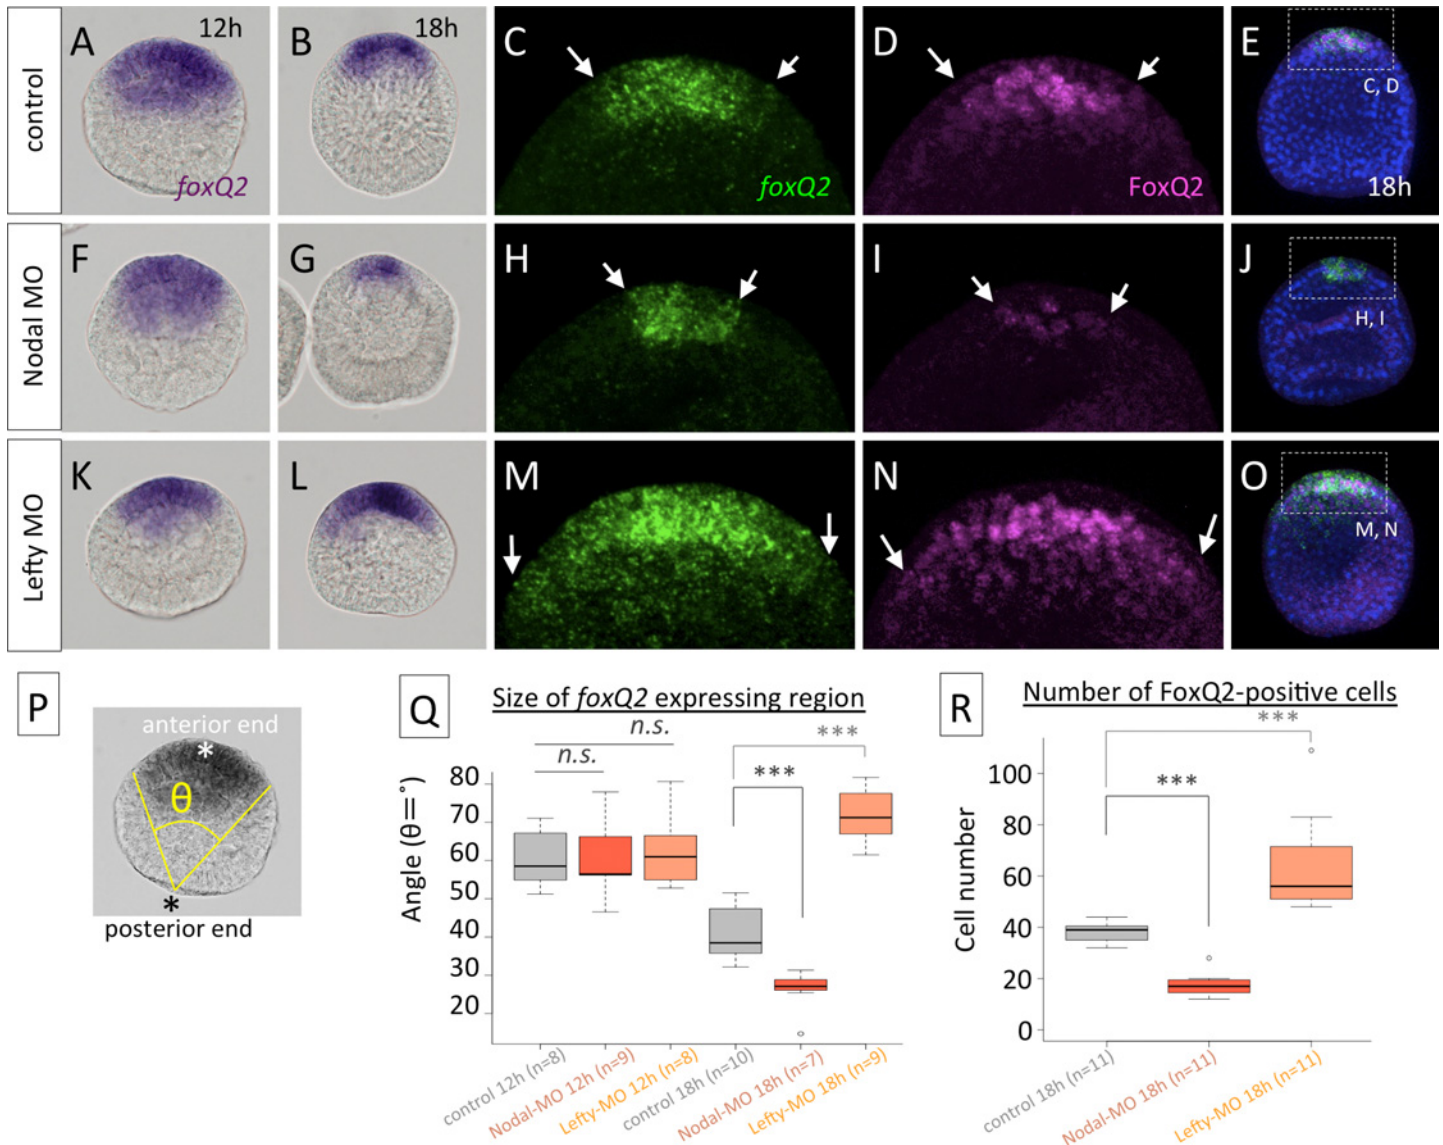 control
A
12h
foxQ2
B
18h
C
foxQ2
D
FoxQ2
E
C, D
18h
Nodal MO
F
G
H
I
J
H, I
Lefty MO
K
L
M
N
O
M, N
P
anterior end
*
θ
*
posterior end
Q
Size of foxQ2 expressing region
n.s.
n.s.
***
***
Angle (θ=°)
80
70
60
50
40
30
20
control 12h (n=8)
Nodal-MO 12h (n=9)
Lefty-MO 12h (n=8)
control 18h (n=10)
Nodal-MO 18h (n=7)
Lefty-MO 18h (n=9)
R
Number of FoxQ2-positive cells
***
***
Cell number
100
80
60
40
20
0
control 18h (n=11)
Nodal-MO 18h (n=11)
Lefty-MO 18h (n=11)